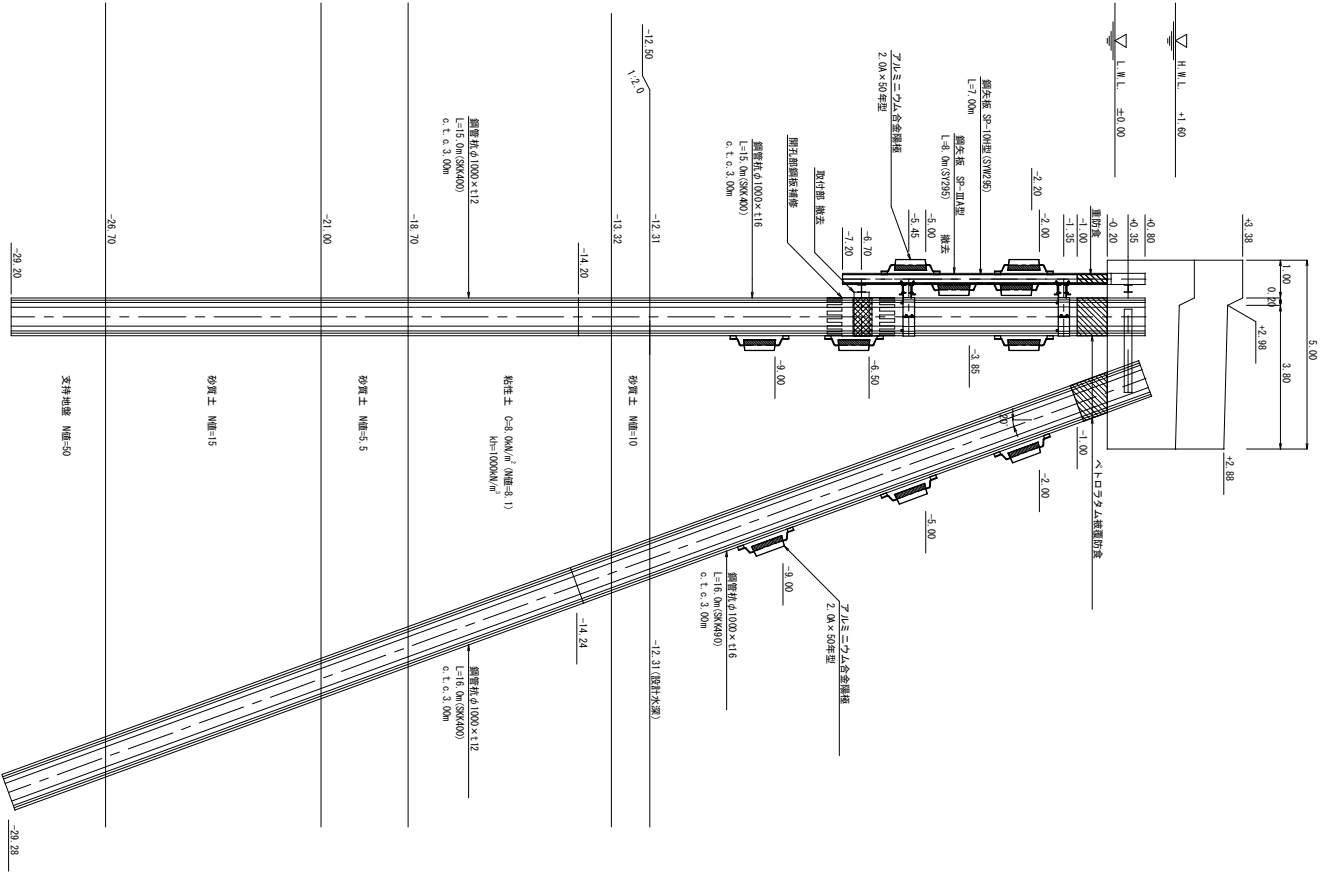 H.W.L. +1.60
L.W.L. ±0.00
5.00
1.00
0.20
3.80
+3.38
+2.98
+2.88
+0.80
+0.35
-0.20
-1.00
-1.35
-2.00
-2.20
重防食
鋼矢板 SP-10H型(SYW295)
L=7.00m
鋼矢板 SP-ⅢA型 撤去
L=8.0m(SY295)
アルミニウム合金陽極
2.0A×50年型
-5.00
-5.45
-6.70
-7.20
取付部 撤去
開孔部鋼板補修
鋼管杭φ1000×t16
L=15.0m(SKK400)
c.t.c.3.00m
-3.85
-6.50
-9.00
ペトロラタム被覆防食
-1.00
20°
-2.00
-5.00
-9.00
アルミニウム合金陽極
2.0A×50年型
鋼管杭φ1000×t16
L=16.0m(SKK490)
c.t.c.3.00m
-12.50
1:2.0
-12.31
-12.31(設計水深)
-13.32
砂質土 N値=10
-14.20
-14.24
鋼管杭φ1000×t12
L=15.0m(SKK400)
c.t.c.3.00m
粘性土 C=8.0kN/m² (N値=8.1)
kh=1000kN/m³
鋼管杭φ1000×t12
L=16.0m(SKK400)
c.t.c.3.00m
-18.70
砂質土 N値=5.5
-21.00
砂質土 N値=15
-26.70
支持地盤 N値=50
-29.20
-29.28